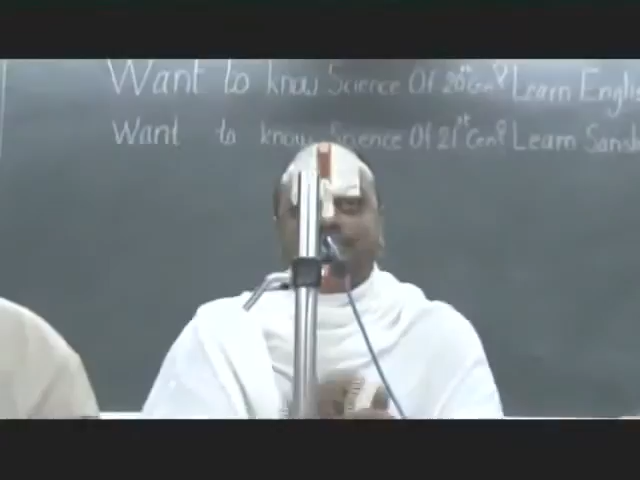 Want to know Science Of 20th Cen? Learn Englis
Want to know Science Of 21st Cen? Learn Sansk